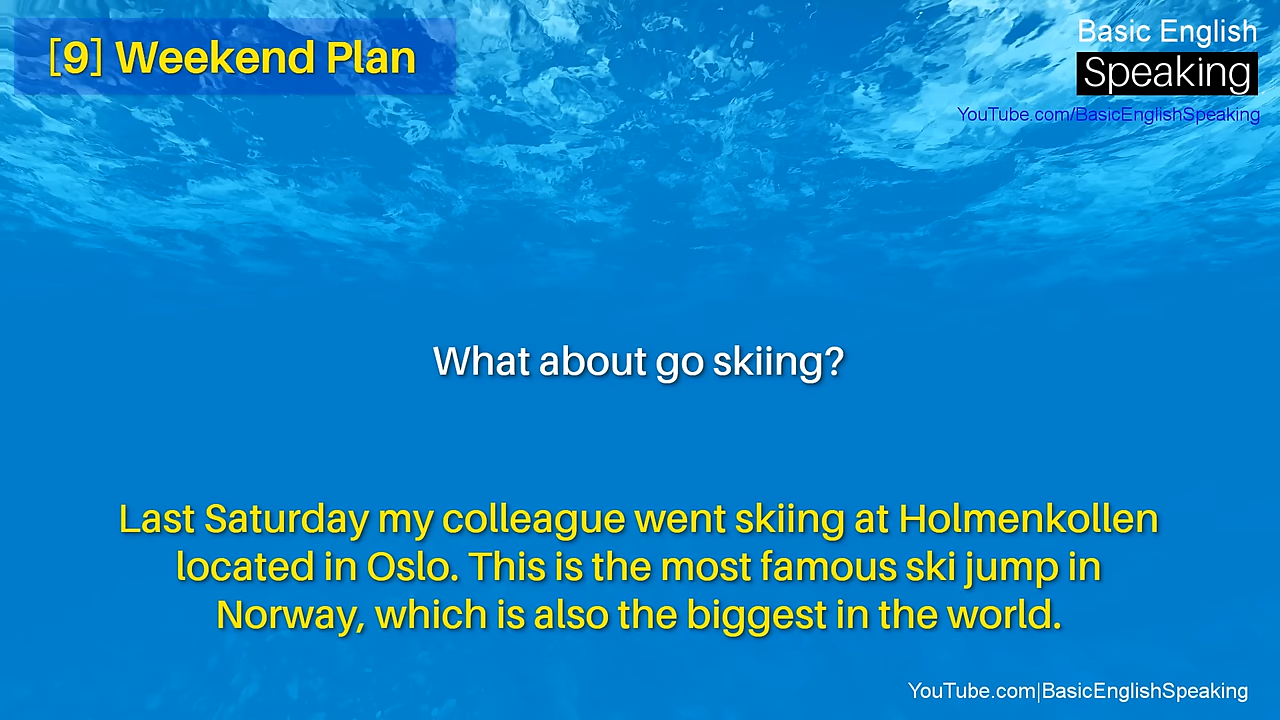 [9] Weekend Plan
Basic English
Speaking
YouTube.com/BasicEnglishSpeaking
What about go skiing?
Last Saturday my colleague went skiing at Holmenkollen
located in Oslo. This is the most famous ski jump in
Norway, which is also the biggest in the world.
YouTube.com|BasicEnglishSpeaking